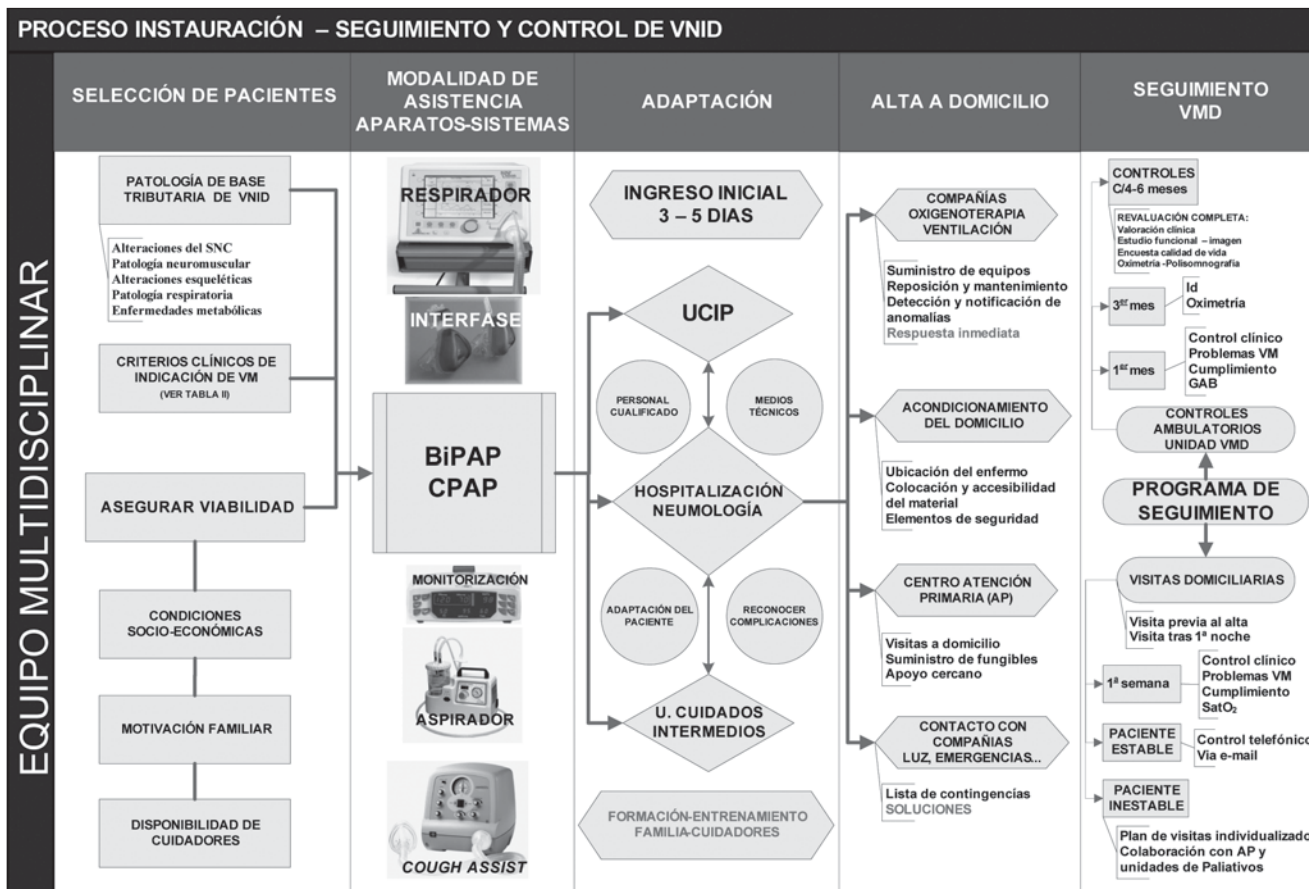 PROCESO INSTAURACIÓN – SEGUIMIENTO Y CONTROL DE VNID
EQUIPO MULTIDISCIPLINAR
SELECCIÓN DE PACIENTES
PATOLOGÍA DE BASE
TRIBUTARIA DE VNID
Alteraciones del SNC
Patología neuromuscular
Alteraciones esqueléticas
Patología respiratoria
Enfermedades metabólicas
CRITERIOS CLÍNICOS DE
INDICACIÓN DE VM
(VER TABLA II)
ASEGURAR VIABILIDAD
CONDICIONES
SOCIO-ECONÓMICAS
MOTIVACIÓN FAMILIAR
DISPONIBILIDAD DE
CUIDADORES
MODALIDAD DE
ASISTENCIA
APARATOS-SISTEMAS
RESPIRADOR
INTERFASE
BiPAP
CPAP
MONITORIZACIÓN
ASPIRADOR
COUGH ASSIST
ADAPTACIÓN
INGRESO INICIAL
3 – 5 DIAS
UCIP
PERSONAL
CUALIFICADO
MEDIOS
TÉCNICOS
HOSPITALIZACIÓN
NEUMOLOGÍA
ADAPTACIÓN DEL
PACIENTE
RECONOCER
COMPLICACIONES
U. CUIDADOS
INTERMEDIOS
FORMACIÓN-ENTRENAMIENTO
FAMILIA-CUIDADORES
ALTA A DOMICILIO
COMPAÑÍAS
OXIGENOTERAPIA
VENTILACIÓN
Suministro de equipos
Reposición y mantenimiento
Detección y notificación de
anomalías
Respuesta inmediata
ACONDICIONAMIENTO
DEL DOMICILIO
Ubicación del enfermo
Colocación y accesibilidad
del material
Elementos de seguridad
CENTRO ATENCIÓN
PRIMARIA (AP)
Visitas a domicilio
Suministro de fungibles
Apoyo cercano
CONTACTO CON
COMPAÑÍAS
LUZ, EMERGENCIAS...
Lista de contingencias
SOLUCIONES
SEGUIMIENTO
VMD
CONTROLES
C/4-6 meses
REVALUACIÓN COMPLETA:
Valoración clínica
Estudio funcional – imagen
Encuesta calidad de vida
Oximetría -Polisomnografia
3er mes
Id
Oximetría
1er mes
Control clínico
Problemas VM
Cumplimiento
GAB
CONTROLES
AMBULATORIOS
UNIDAD VMD
PROGRAMA DE
SEGUIMIENTO
VISITAS DOMICILIARIAS
Visita previa al alta
Visita tras 1ª noche
1ª semana
Control clínico
Problemas VM
Cumplimiento
SatO₂
PACIENTE
ESTABLE
Control telefónico
Via e-mail
PACIENTE
INESTABLE
Plan de visitas individualizado
Colaboración con AP y
unidades de Paliativos